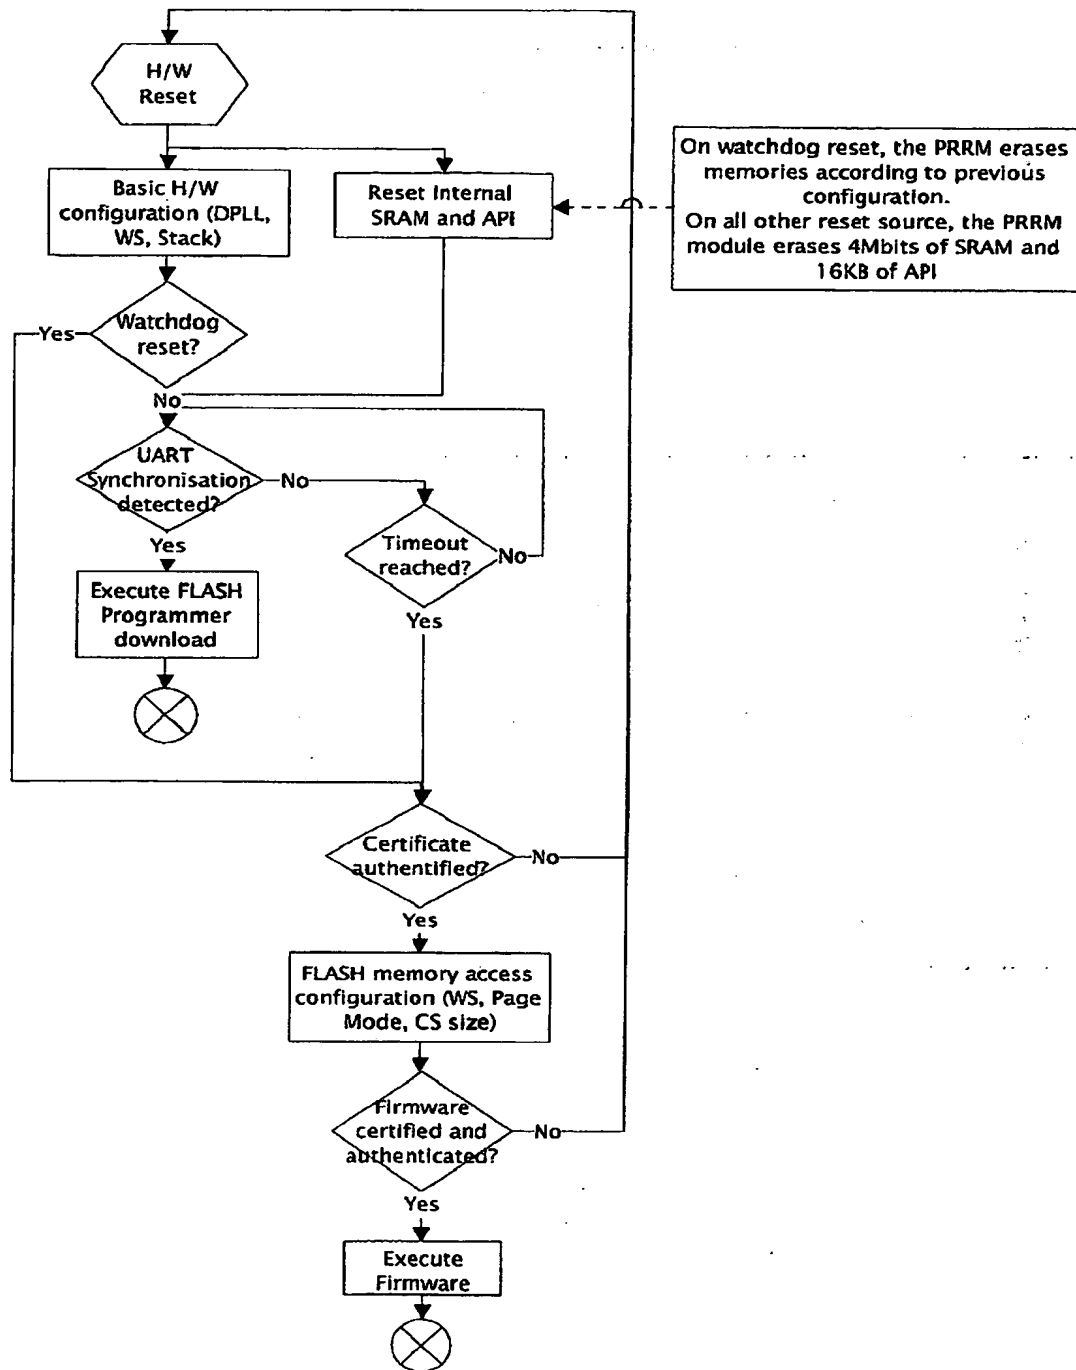 H/W
Reset
Basic H/W
configuration (DPLL,
WS, Stack)
Reset Internal
SRAM and API
On watchdog reset, the PRRM erases
memories according to previous
configuration.
On all other reset source, the PRRM
module erases 4Mbits of SRAM and
16KB of API
Yes
Watchdog
reset?
No
UART
Synchronisation
detected?
No
Yes
Timeout
reached?
No
Yes
Execute FLASH
Programmer
download
Certificate
authentified?
No
Yes
FLASH memory access
configuration (WS, Page
Mode, CS size)
Firmware
certified and
authenticated?
No
Yes
Execute
Firmware